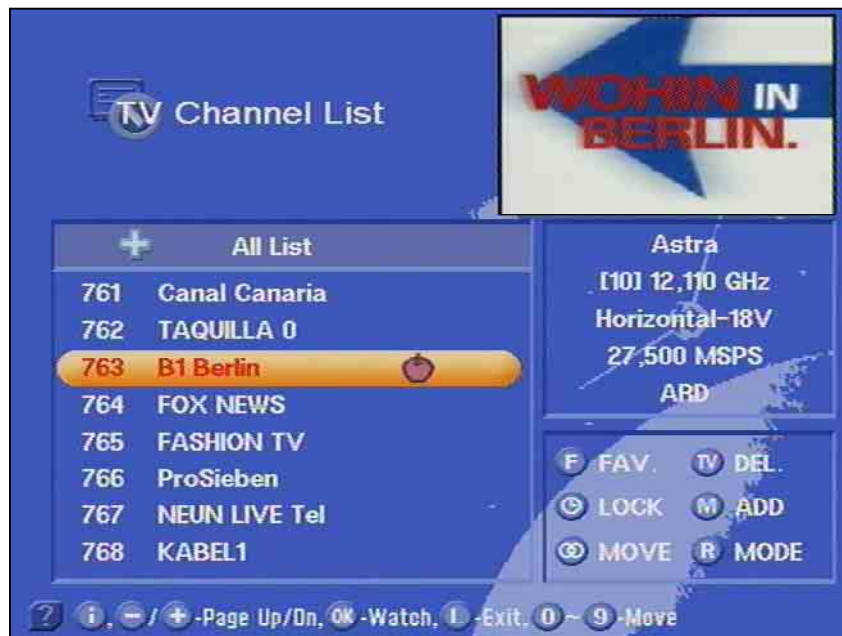 TV Channel List
WOHIN IN
BERLIN.
+ All List
761 Canal Canaria
762 TAQUILLA 0
763 B1 Berlin
764 FOX NEWS
765 FASHION TV
766 ProSieben
767 NEUN LIVE Tel
768 KABEL1
Astra
[10] 12,110 GHz
Horizontal-18V
27,500 MSPS
ARD
F FAV. TV DEL.
LOCK M ADD
MOVE R MODE
? i, -/ + -Page Up/Dn, OK -Watch, L -Exit, 0 ~ 9 -Move